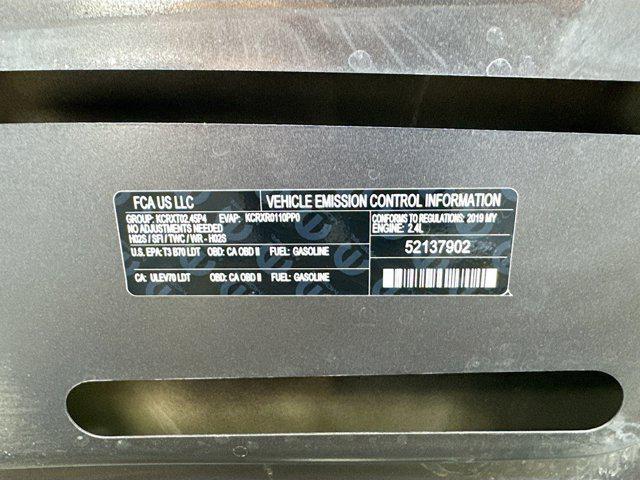 FCA US LLC
VEHICLE EMISSION CONTROL INFORMATION
GROUP: KCRXT02.45P4 EVAP: KCRXR0110PP0
NO ADJUSTMENTS NEEDED
H02S / SFI / TWC / WR - H02S
CONFORMS TO REGULATIONS: 2019 MY
ENGINE: 2.4L
U.S. EPA: T3 B70 LDT OBD: CA OBD II FUEL: GASOLINE
52137902
CA: ULEV70 LDT OBD: CA OBD II FUEL: GASOLINE